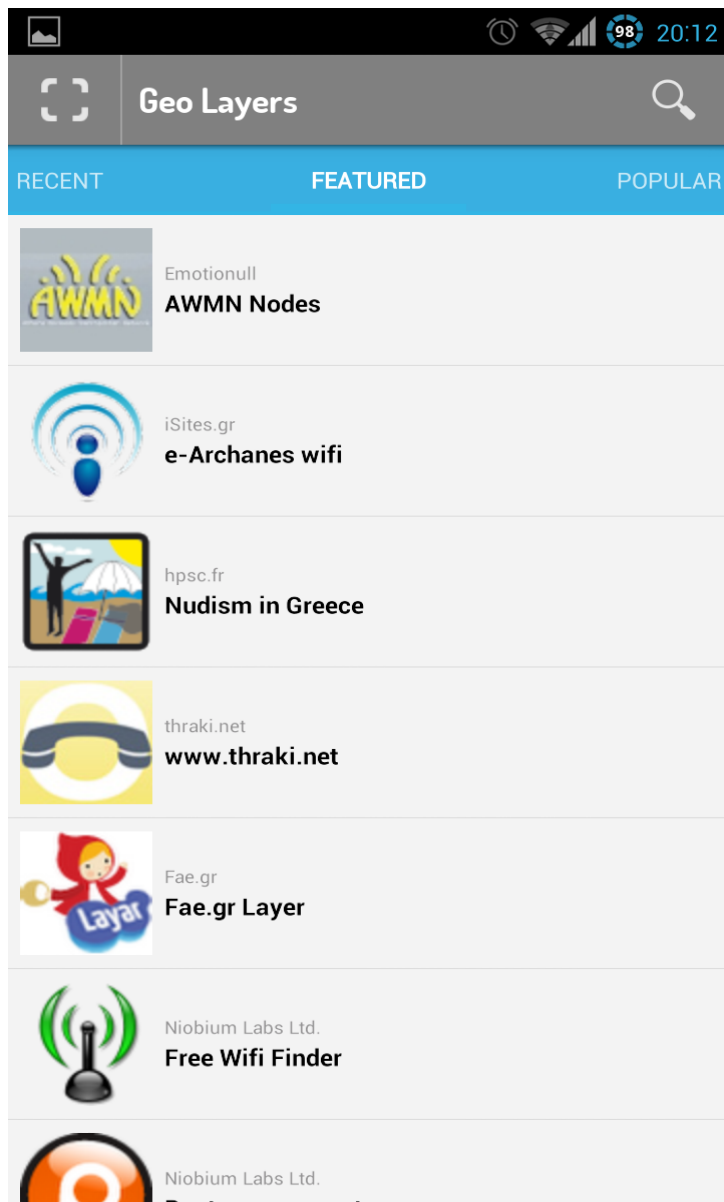 98 20:12
Geo Layers
RECENT FEATURED POPULAR
AWMN
Emotionull
AWMN Nodes
iSites.gr
e-Archanes wifi
hpsc.fr
Nudism in Greece
thraki.net
www.thraki.net
Layar
Fae.gr
Fae.gr Layer
Niobium Labs Ltd.
Free Wifi Finder
Niobium Labs Ltd.